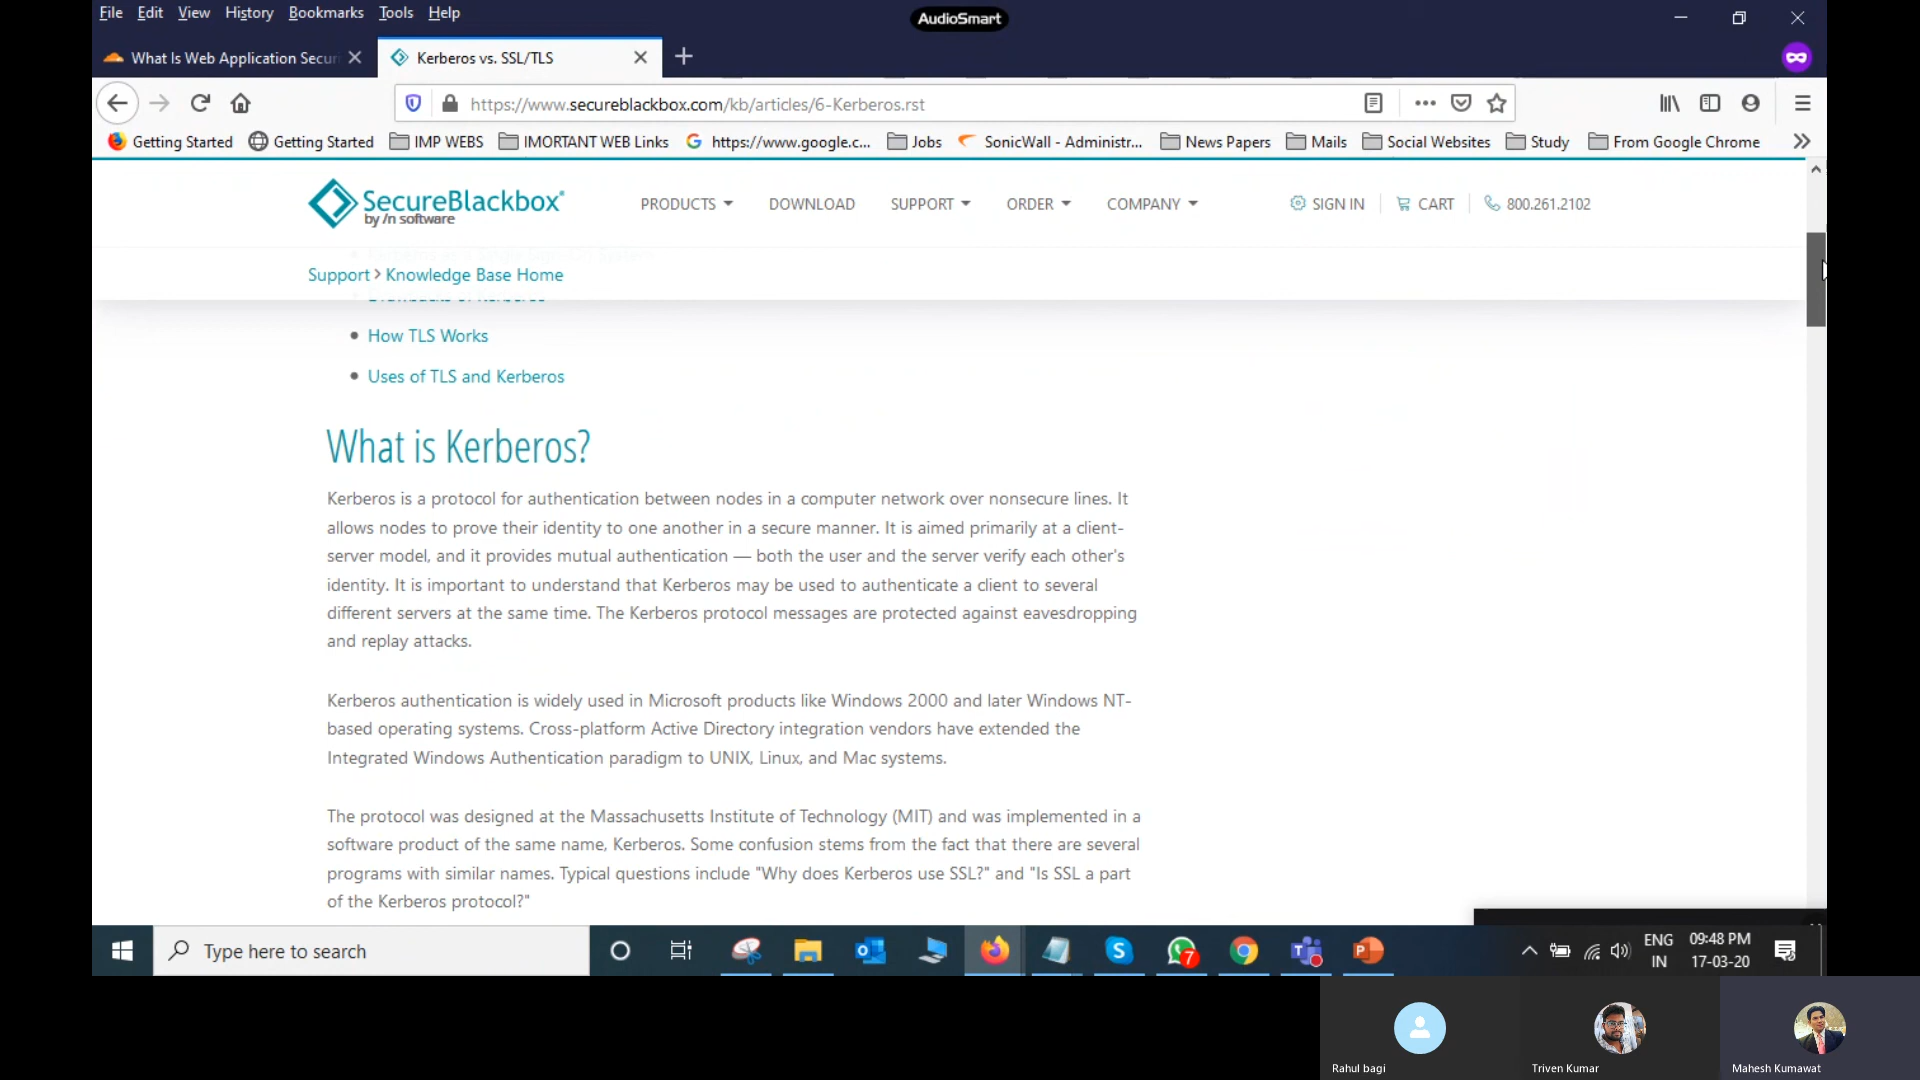 File Edit View History Bookmarks Tools Help
AudioSmart
What Is Web Application Secur
Kerberos vs. SSL/TLS
https://www.secureblackbox.com/kb/articles/6-Kerberos.rst
Getting Started Getting Started IMP WEBS IMORTANT WEB Links https://www.google.c... Jobs SonicWall - Administr... News Papers Mails Social Websites Study From Google Chrome
SecureBlackbox®
by /n software
PRODUCTS DOWNLOAD SUPPORT ORDER COMPANY SIGN IN CART 800.261.2102
Support > Knowledge Base Home
How TLS Works
Uses of TLS and Kerberos
What is Kerberos?
Kerberos is a protocol for authentication between nodes in a computer network over nonsecure lines. It
allows nodes to prove their identity to one another in a secure manner. It is aimed primarily at a client-
server model, and it provides mutual authentication — both the user and the server verify each other's
identity. It is important to understand that Kerberos may be used to authenticate a client to several
different servers at the same time. The Kerberos protocol messages are protected against eavesdropping
and replay attacks.
Kerberos authentication is widely used in Microsoft products like Windows 2000 and later Windows NT-
based operating systems. Cross-platform Active Directory integration vendors have extended the
Integrated Windows Authentication paradigm to UNIX, Linux, and Mac systems.
The protocol was designed at the Massachusetts Institute of Technology (MIT) and was implemented in a
software product of the same name, Kerberos. Some confusion stems from the fact that there are several
programs with similar names. Typical questions include "Why does Kerberos use SSL?" and "Is SSL a part
of the Kerberos protocol?"
Type here to search
7
ENG
IN
09:48 PM
17-03-20
Rahul bagi
Triven Kumar
Mahesh Kumawat